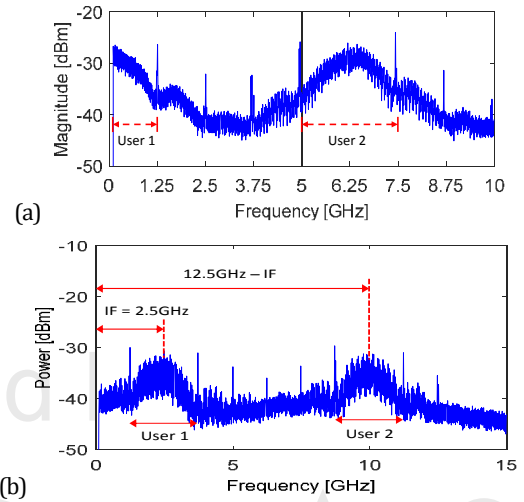 -20
-30
-40
-50
Magnitude [dBm]
User 1
User 2
0 1.25 2.5 3.75 5 6.25 7.5 8.75 10
Frequency [GHz]
(a)
-10
-20
-30
-40
-50
Power [dBm]
12.5GHz – IF
IF = 2.5GHz
User 1
User 2
0 5 10 15
Frequency [GHz]
(b)